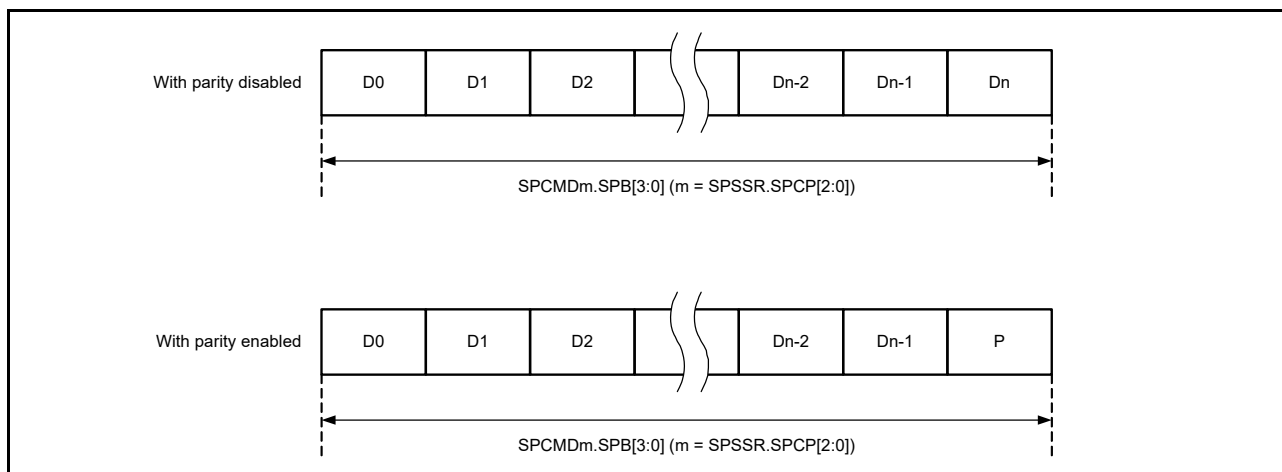 With parity disabled D0 D1 D2 Dn-2 Dn-1 Dn
SPCMDm.SPB[3:0] (m = SPSSR.SPCP[2:0])
With parity enabled D0 D1 D2 Dn-2 Dn-1 P
SPCMDm.SPB[3:0] (m = SPSSR.SPCP[2:0])